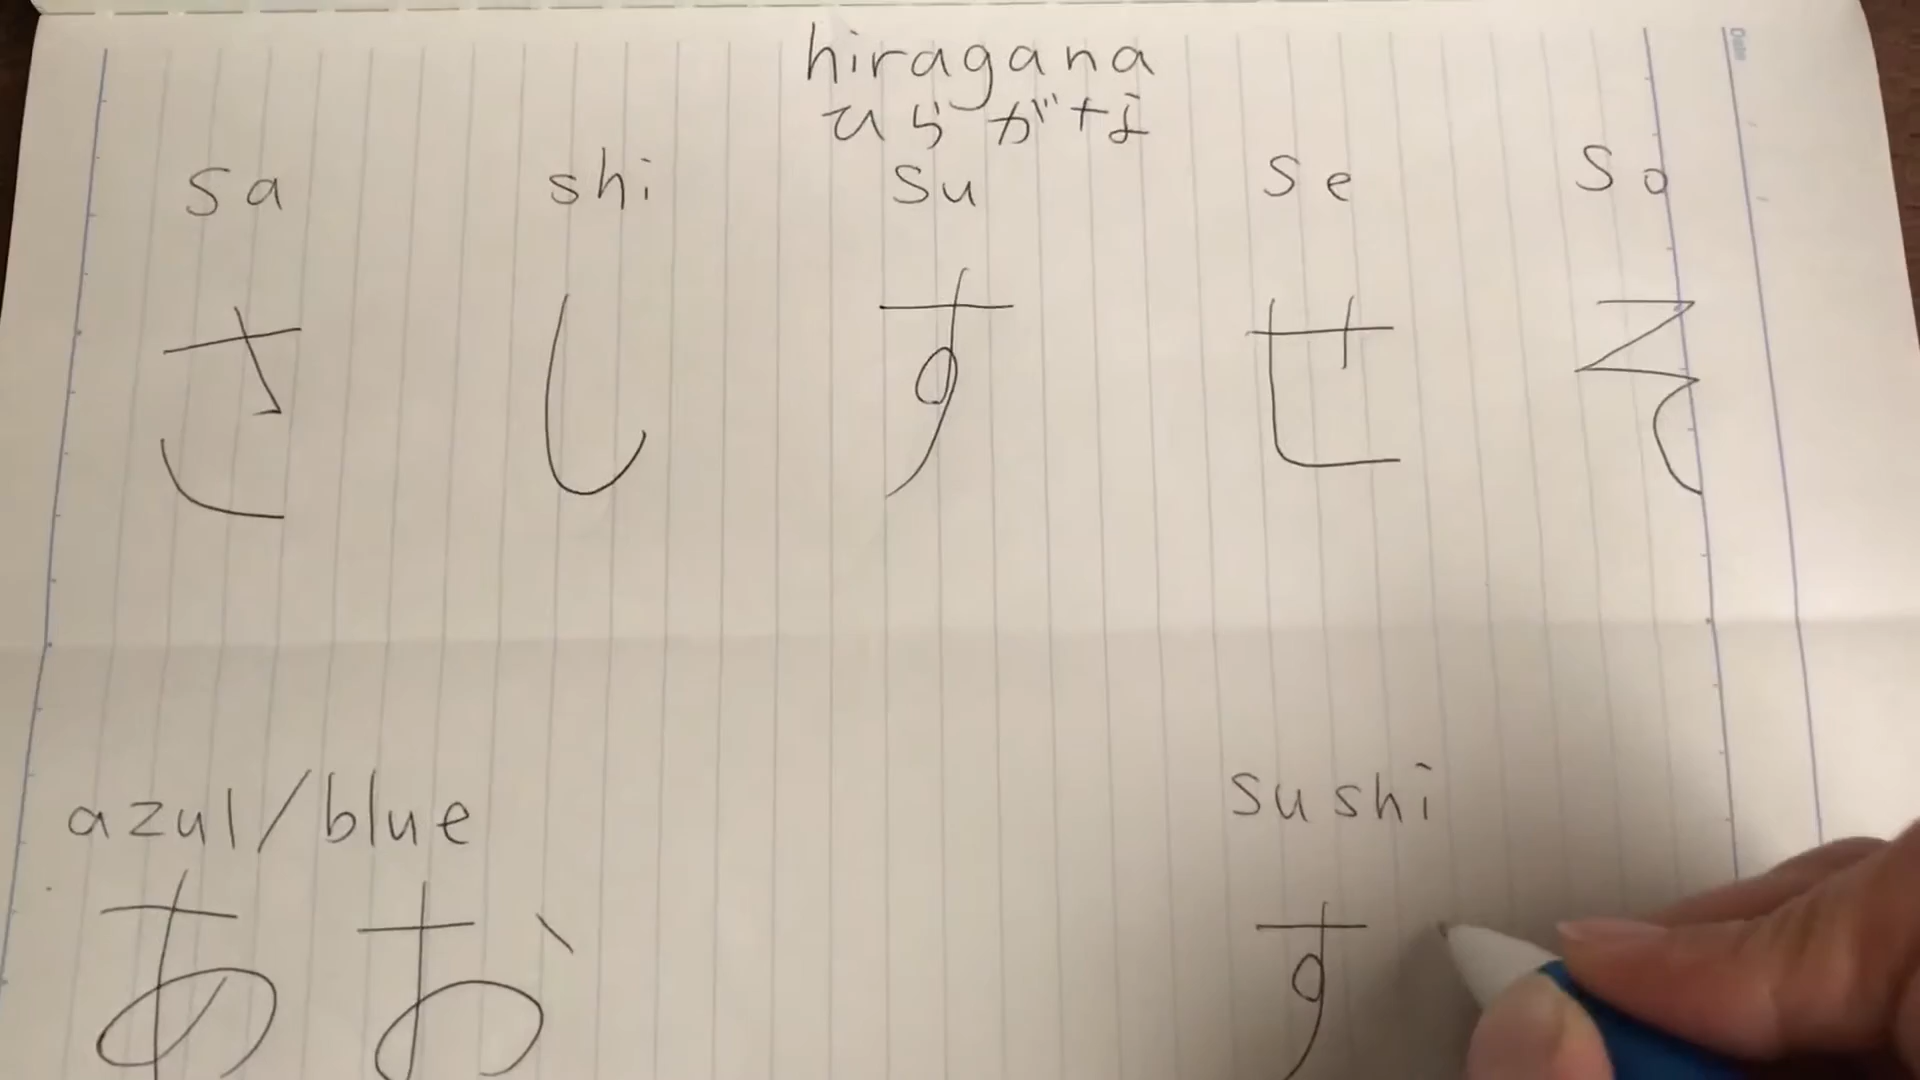 Date
hiragana
ひらがな
sa shi su se so
さ し す せ そ
azul/blue sushi
あお す